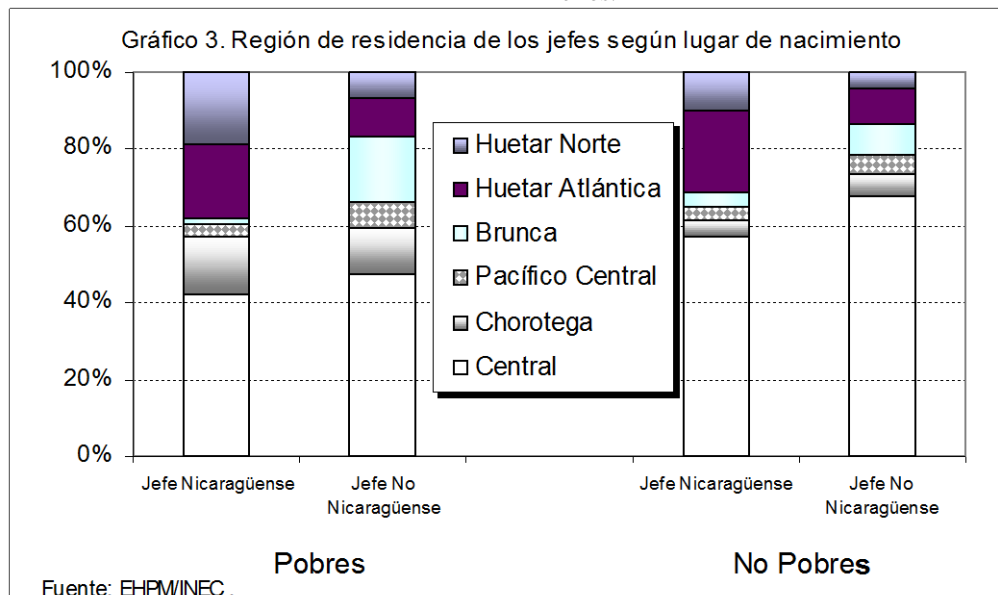 Gráfico 3. Región de residencia de los jefes según lugar de nacimiento
100%
80%
60%
40%
20%
0%
Huetar Norte
Huetar Atlántica
Brunca
Pacífico Central
Chorotega
Central
Jefe Nicaragüense
Jefe No
Nicaragüense
Jefe Nicaragüense
Jefe No
Nicaragüense
Pobres
No Pobres
Fuente: EHPM/INEC .